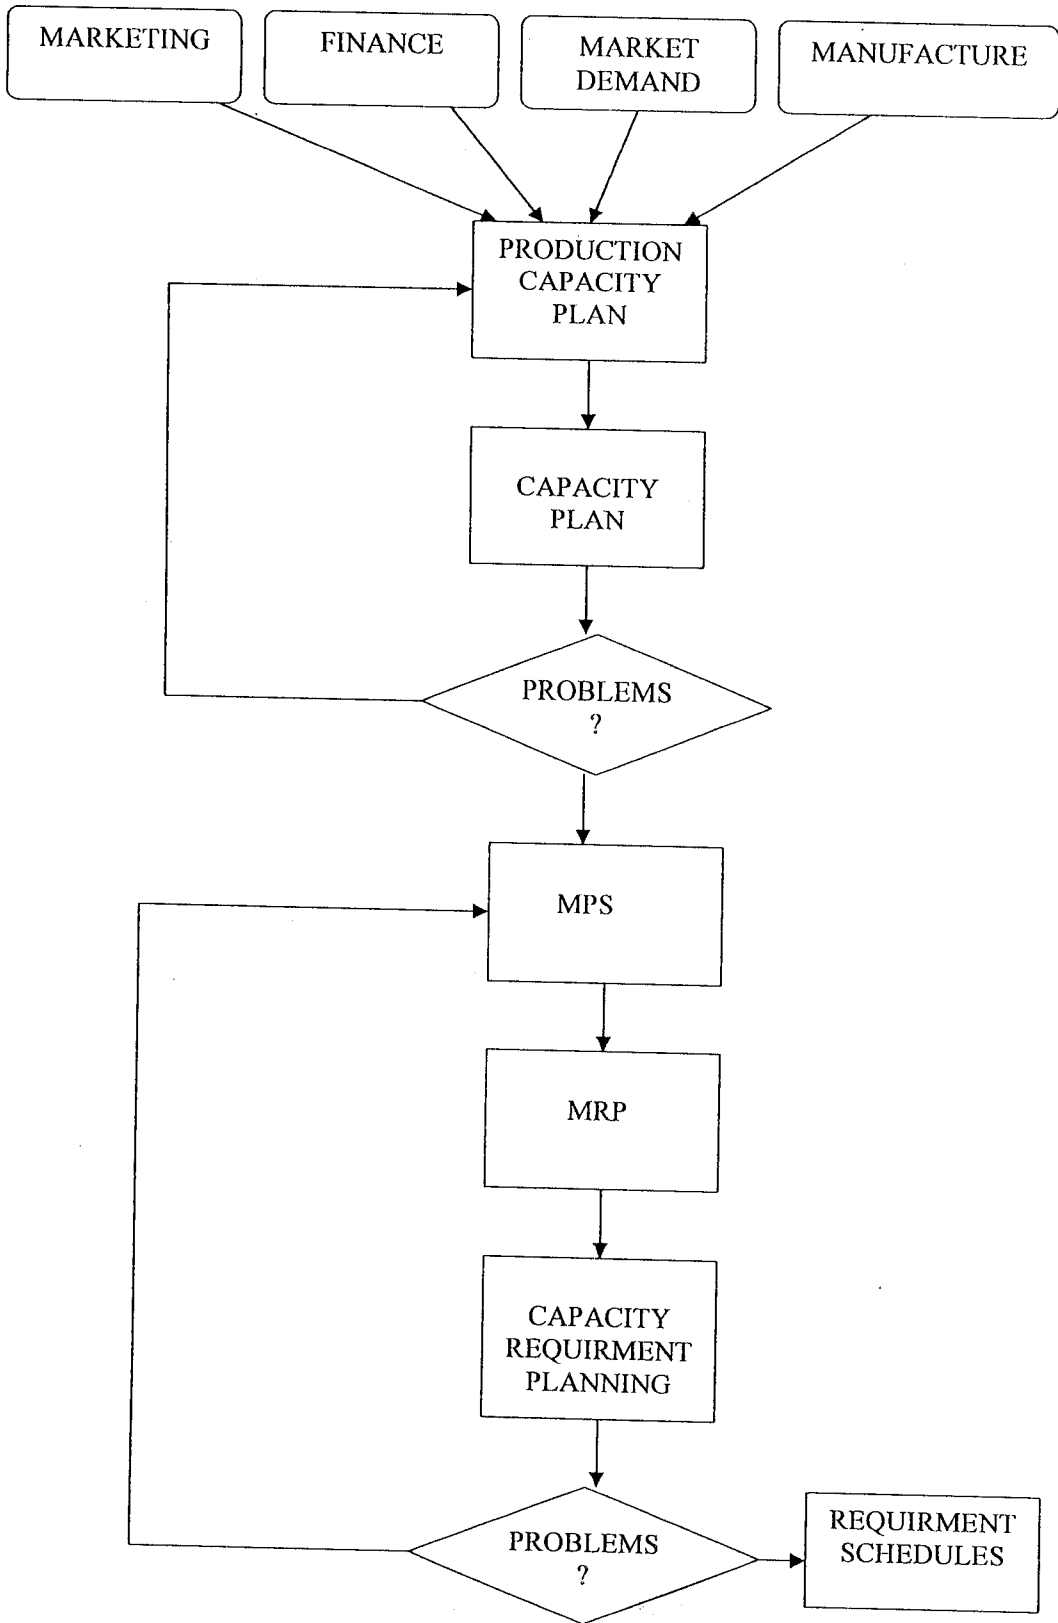 MARKETING
FINANCE
MARKET
DEMAND
MANUFACTURE
PRODUCTION
CAPACITY
PLAN
CAPACITY
PLAN
PROBLEMS
?
MPS
MRP
CAPACITY
REQUIRMENT
PLANNING
PROBLEMS
?
REQUIRMENT
SCHEDULES